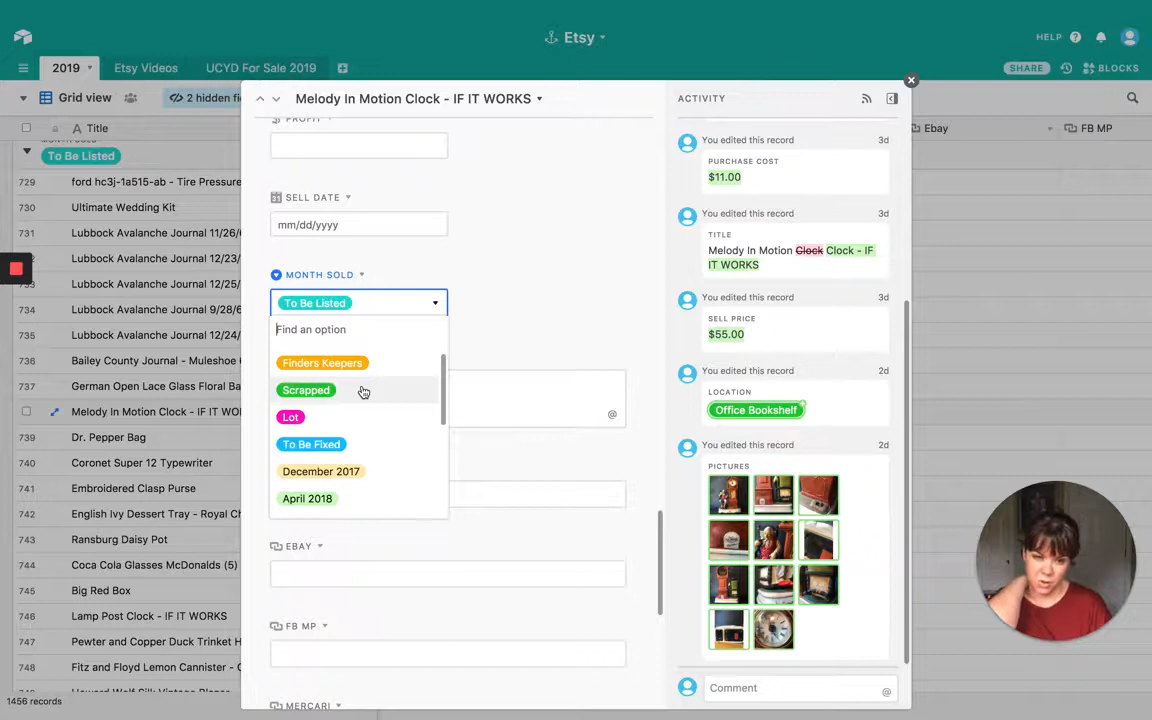 Etsy
HELP
2019
Etsy Videos
UCYD For Sale 2019
SHARE
BLOCKS
Grid view
2 hidden fi
Title
Ebay
FB MP
To Be Listed
729 ford hc3j-1a515-ab - Tire Pressure
730 Ultimate Wedding Kit
731 Lubbock Avalanche Journal 11/26/6
732 Lubbock Avalanche Journal 12/23/
733 Lubbock Avalanche Journal 12/25/
734 Lubbock Avalanche Journal 9/28/6
735 Lubbock Avalanche Journal 12/24/
736 Bailey County Journal - Muleshoe
737 German Open Lace Glass Floral Ba
Melody In Motion Clock - IF IT WO
739 Dr. Pepper Bag
740 Coronet Super 12 Typewriter
741 Embroidered Clasp Purse
742 English Ivy Dessert Tray - Royal Ch
743 Ransburg Daisy Pot
744 Coca Cola Glasses McDonalds (5)
745 Big Red Box
746 Lamp Post Clock - IF IT WORKS
747 Pewter and Copper Duck Trinket H
748 Fitz and Floyd Lemon Cannister -
1456 records
Melody In Motion Clock - IF IT WORKS
PROFIT
SELL DATE
mm/dd/yyyy
MONTH SOLD
To Be Listed
Find an option
Finders Keepers
Scrapped
Lot
To Be Fixed
December 2017
April 2018
@
EBAY
FB MP
MERCARI
ACTIVITY
You edited this record 3d
PURCHASE COST
$11.00
You edited this record 3d
TITLE
Melody In Motion Clock Clock - IF
IT WORKS
You edited this record 3d
SELL PRICE
$55.00
You edited this record 2d
LOCATION
Office Bookshelf
You edited this record 2d
PICTURES
Comment
@